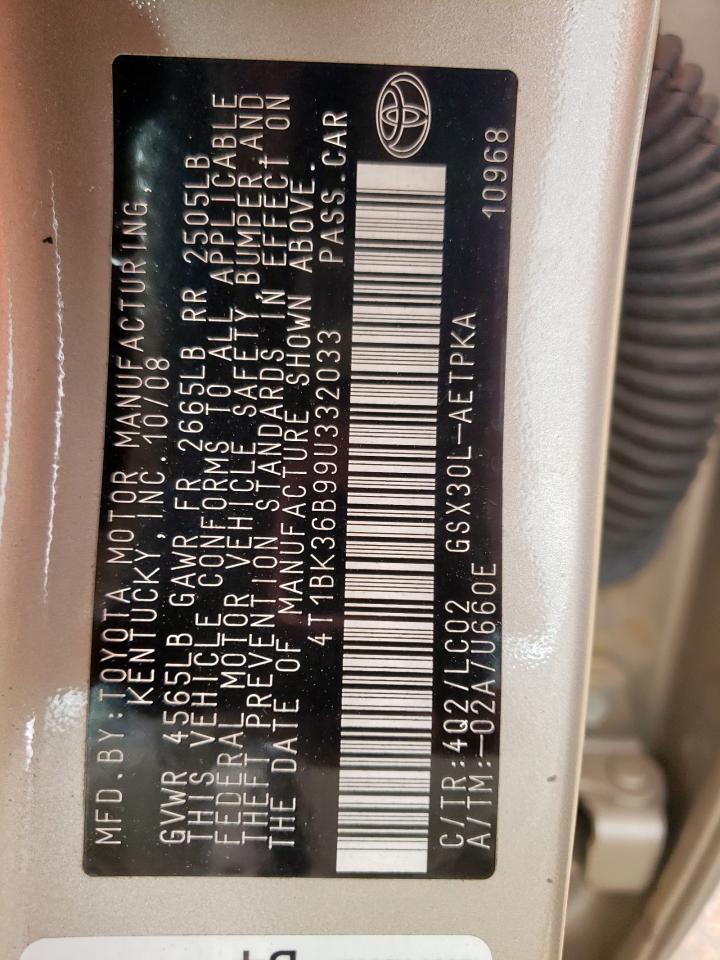 MFD.BY:TOYOTA MOTOR MANUFACTURING,
KENTUCKY,INC.10/08
GVWR 4565LB GAWR FR 2665LB RR 2505LB
THIS VEHICLE CONFORMS TO ALL APPLICABLE
FEDERAL MOTOR VEHICLE SAFETY,BUMPER,AND
THEFT PREVENTION STANDARDS IN EFFECT ON
THE DATE OF MANUFACTURE SHOWN ABOVE.
4T1BK36B99U332033 PASS.CAR
C/TR:4Q2/LC02 GSX30L-AETPKA
A/TM:-02A/U660E 10968